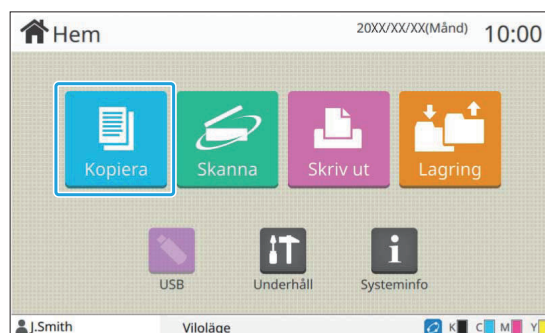 Hem 20XX/XX/XX(Månd) 10:00
Kopiera Skanna Skriv ut Lagring
USB Underhåll Systeminfo
J.Smith Viloläge K C M Y